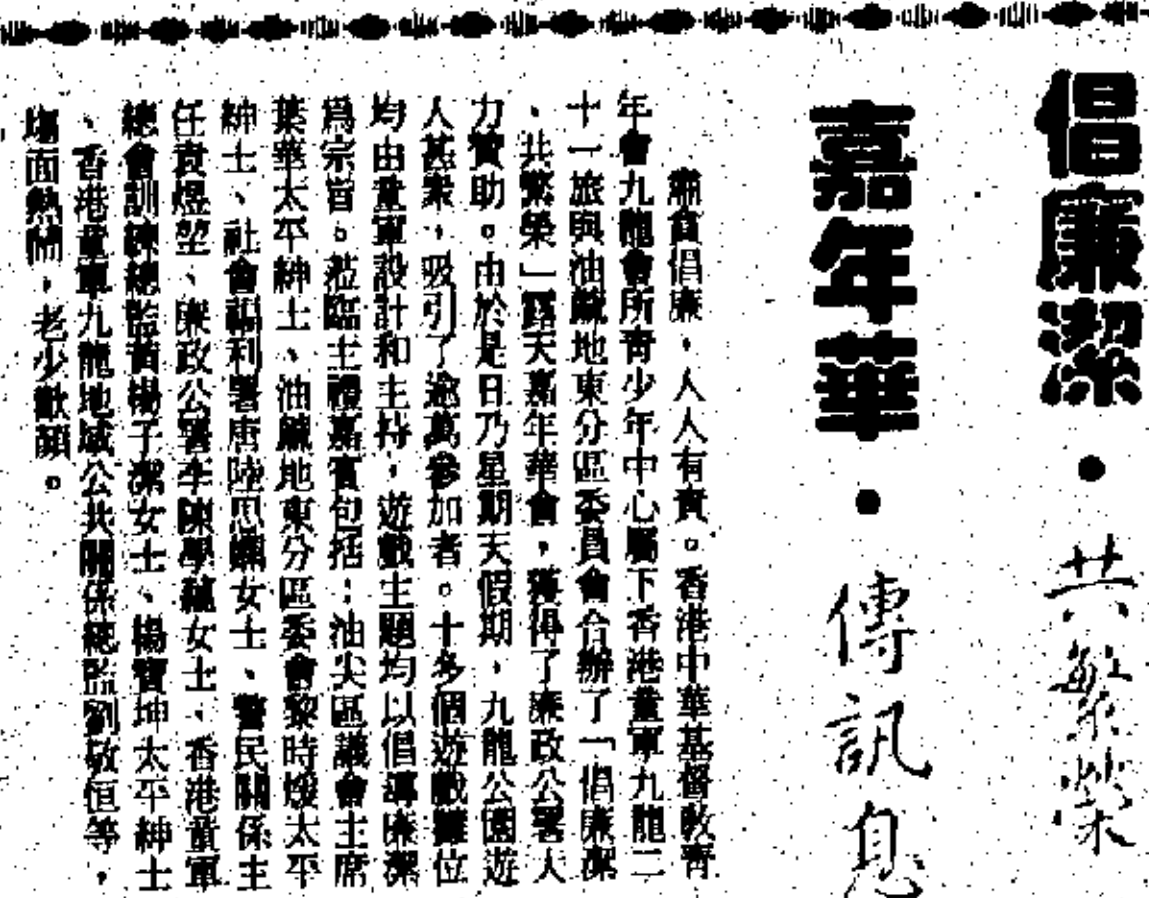 倡廉潔・共繁榮
嘉年華・傳訊息
肅貪倡廉，人人有責。香港中華基督教青
年會九龍會所青少年中心屬下香港童軍九龍二
十一旅與油蔴地東分區委員會合辦了「倡廉潔
、共繁榮」露天嘉年華會，獲得了廉政公署大
力贊助。由於是日乃星期天假期，九龍公園遊
人甚衆，吸引了逾萬參加者。十多個遊戲攤位
均由童軍設計和主持，遊戲主題均以倡導廉潔
爲宗旨。蒞臨主禮嘉賓包括：油尖區議會主席
葉華太平紳士、油蔴地東分區委會黎時煖太平
紳士、社會福利署唐陸思嫻女士、警民關係主
任責煜堃、廉政公署李陳學蘊女士、香港童軍
總會訓練總監黃楊子潔女士、楊寶坤太平紳士
、香港童軍九龍地域公共關係總監劉敬恒等，
場面熱鬧，老少歡顏。